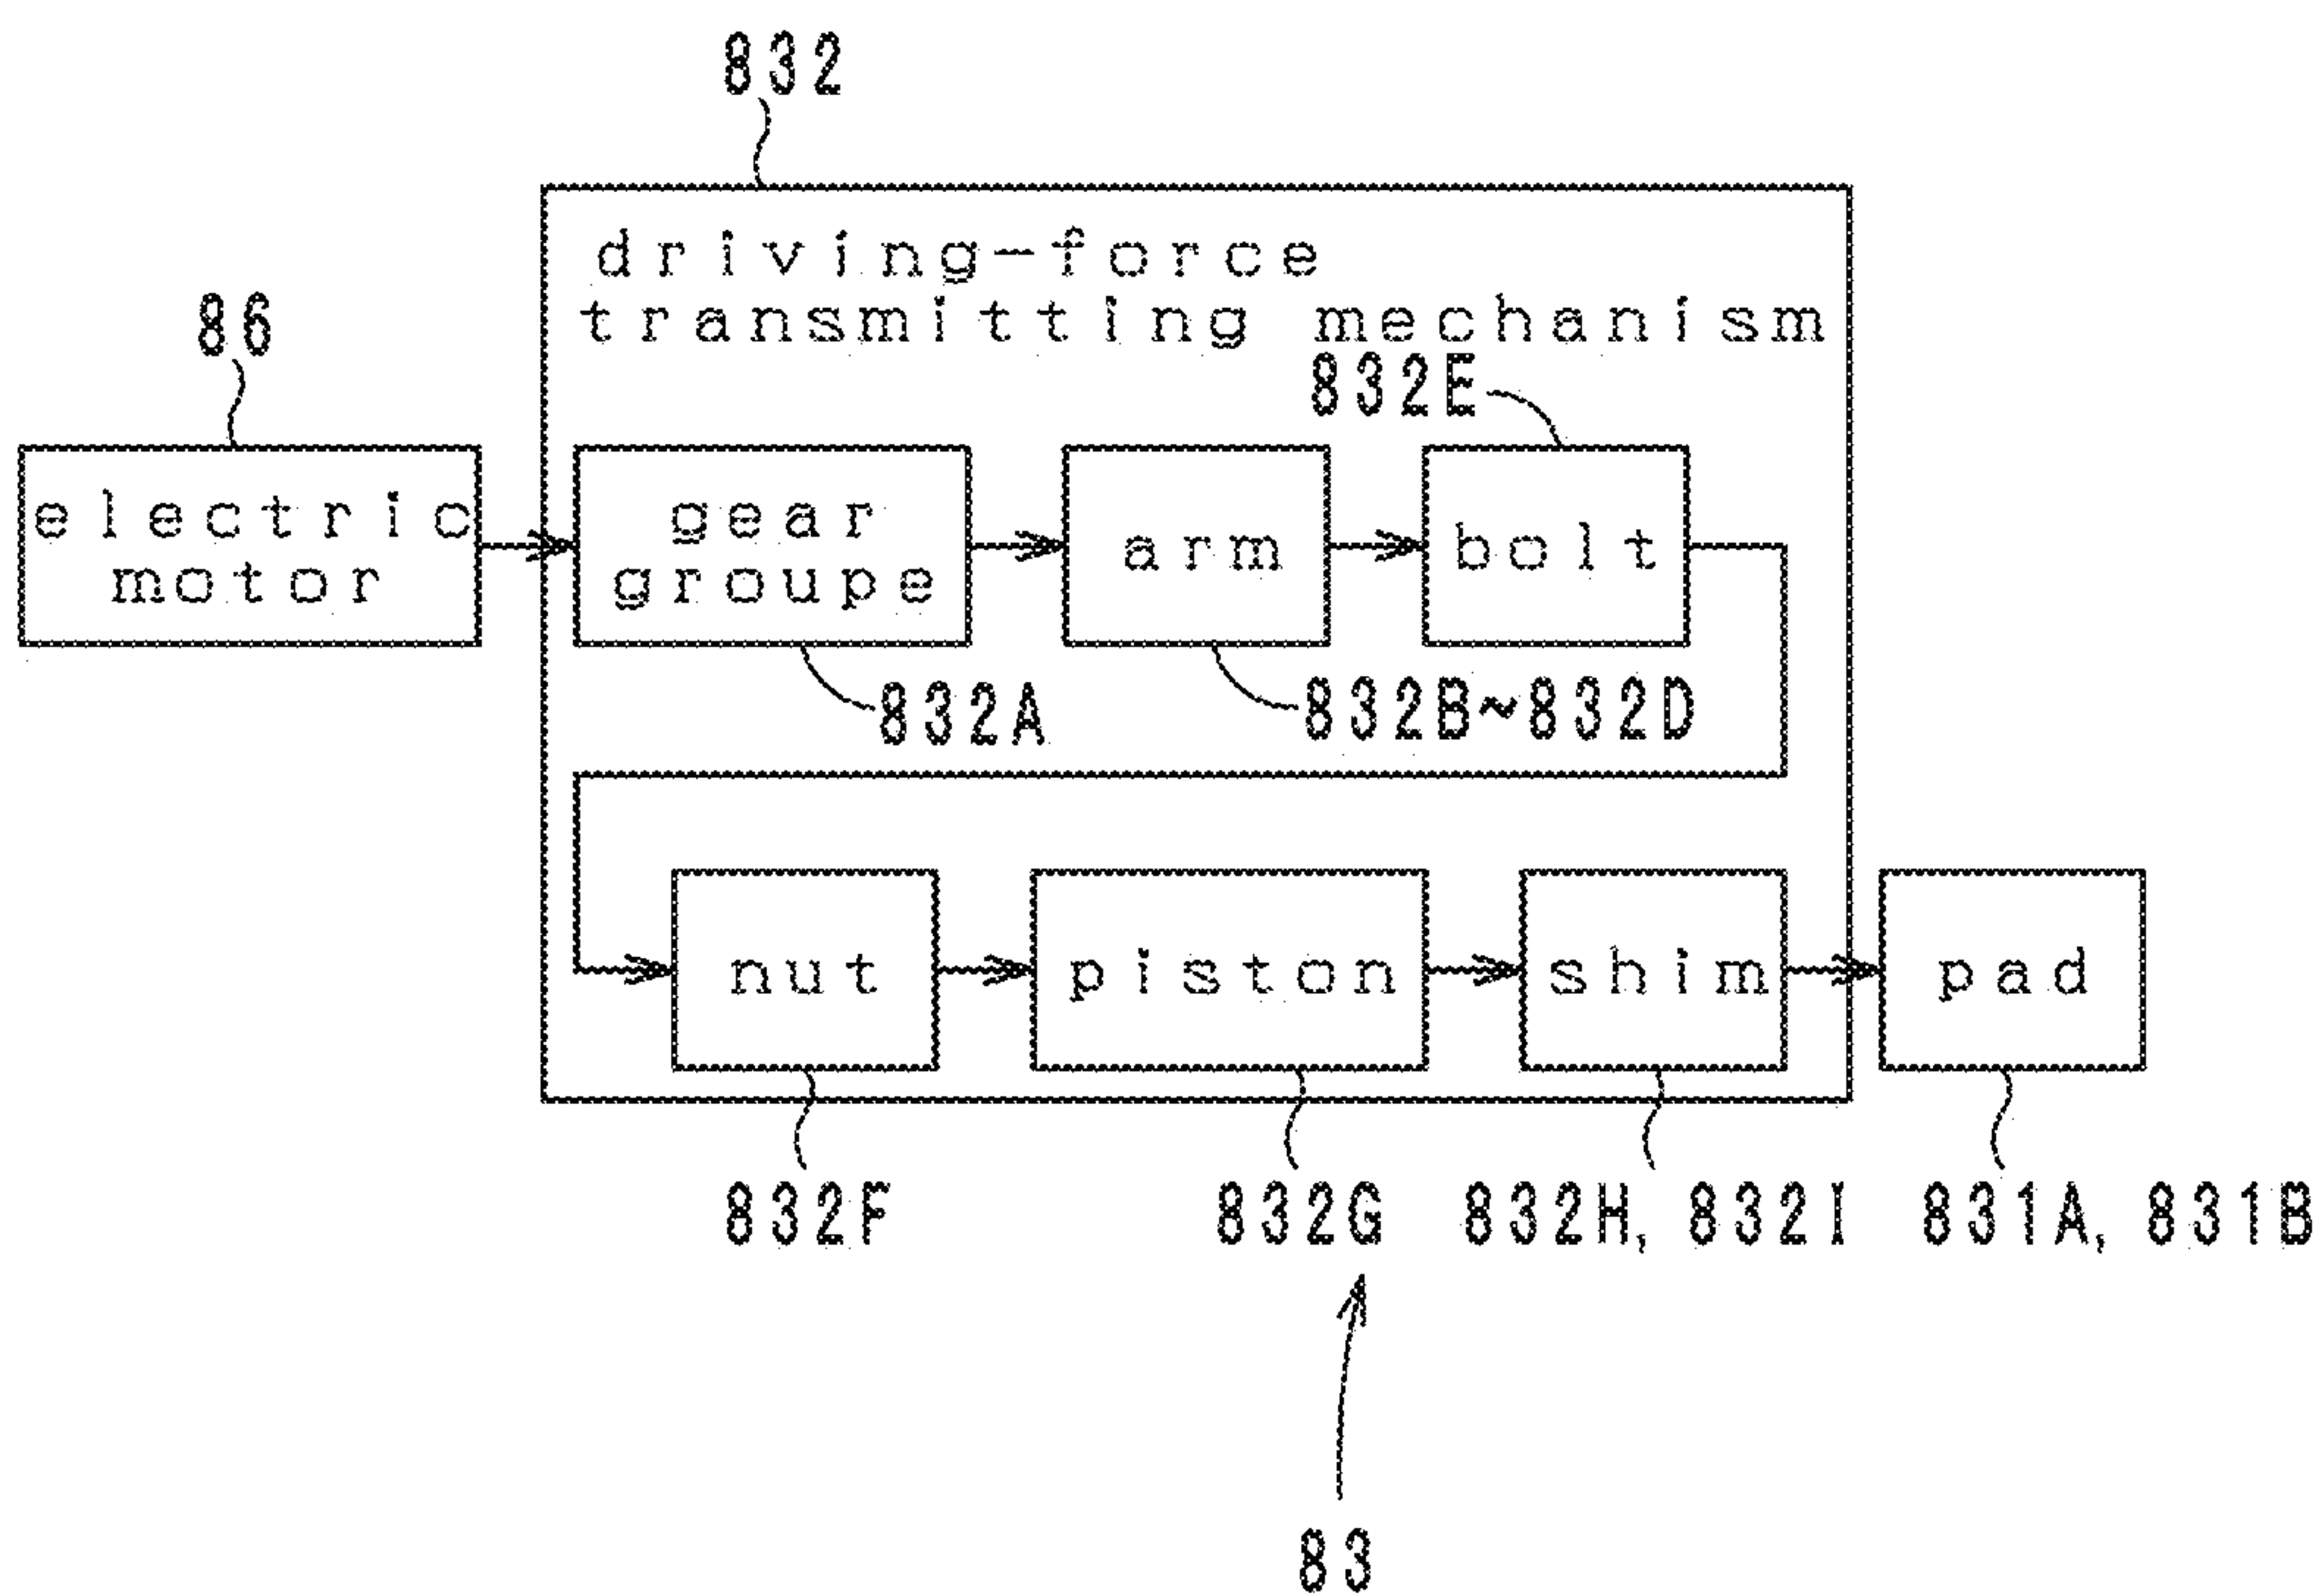 832
driving-force
transmitting mechanism
86
832E
electric
motor
gear
groupe
arm
bolt
832A
832B~832D
nut
piston
shim
pad
832F
832G
832H, 832I
831A, 831B
83